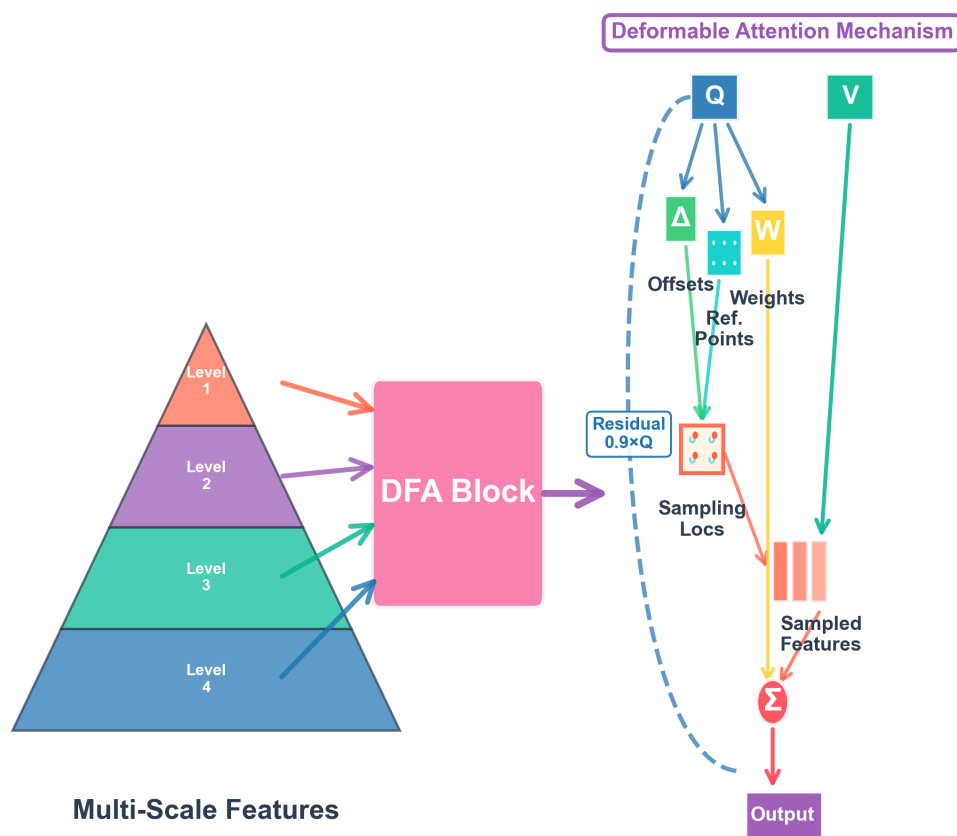 Deformable Attention Mechanism
Q
V
Δ
W
Offsets
Weights
Ref.
Points
Level
1
Level
2
Level
3
Level
4
DFA Block
Residual
0.9×Q
Sampling
Locs
Sampled
Features
Σ
Output
Multi-Scale Features